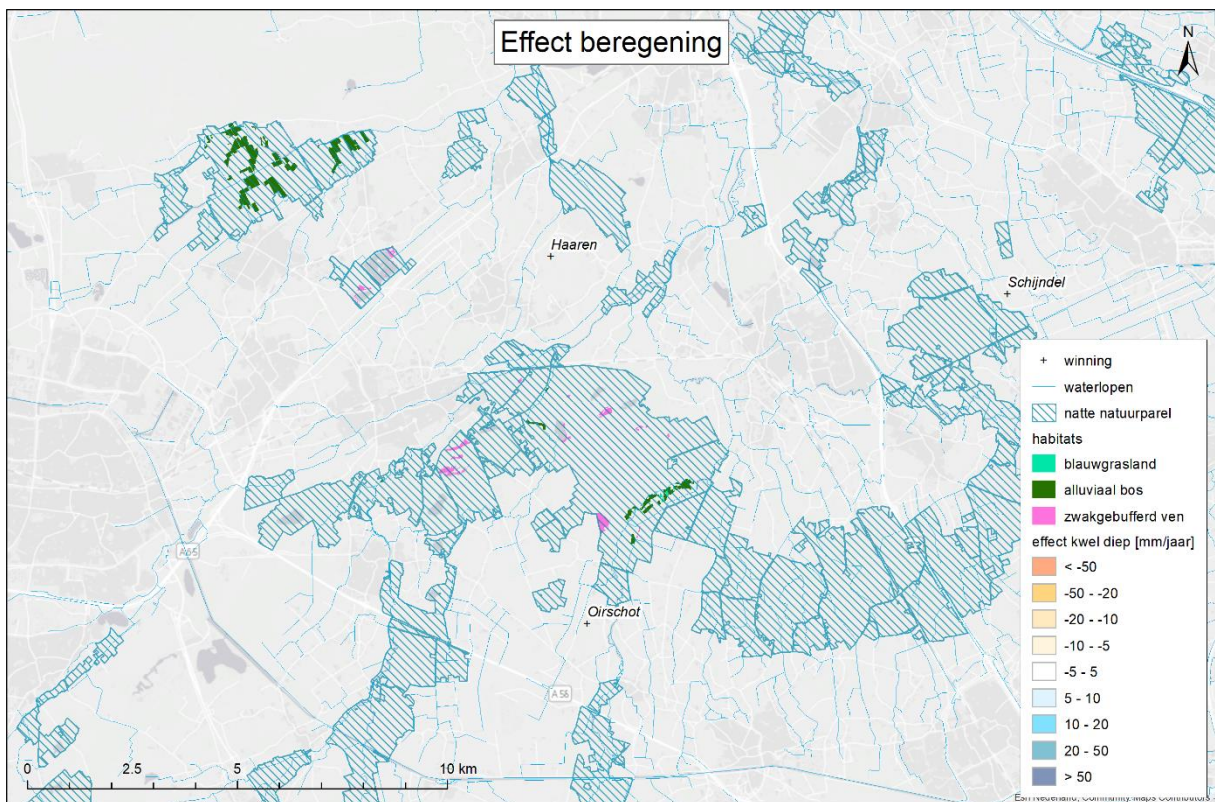 Effect beregening
N
Haaren
Schijndel
Oirschot
A 65
A 58
+ winning
waterlopen
natte natuurparel
habitats
blauwgrasland
alluviaal bos
zwakgebufferd ven
effect kwel diep [mm/jaar]
< -50
-50 - -20
-20 - -10
-10 - -5
-5 - 5
5 - 10
10 - 20
20 - 50
> 50
0 2.5 5 10 km
Esri Nederland, Community Maps Contributors